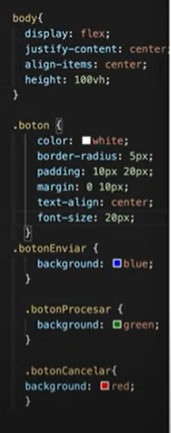 body{
display: flex;
justify-content: center;
align-items: center;
height: 100vh;
}
.boton {
color: white;
border-radius: 5px;
padding: 10px 20px;
margin: 0 10px;
text-align: center;
font-size: 20px;
}
.botonEnviar {
background: blue;
}
.botonProcesar {
background: green;
}
.botonCancelar{
background: red;
}